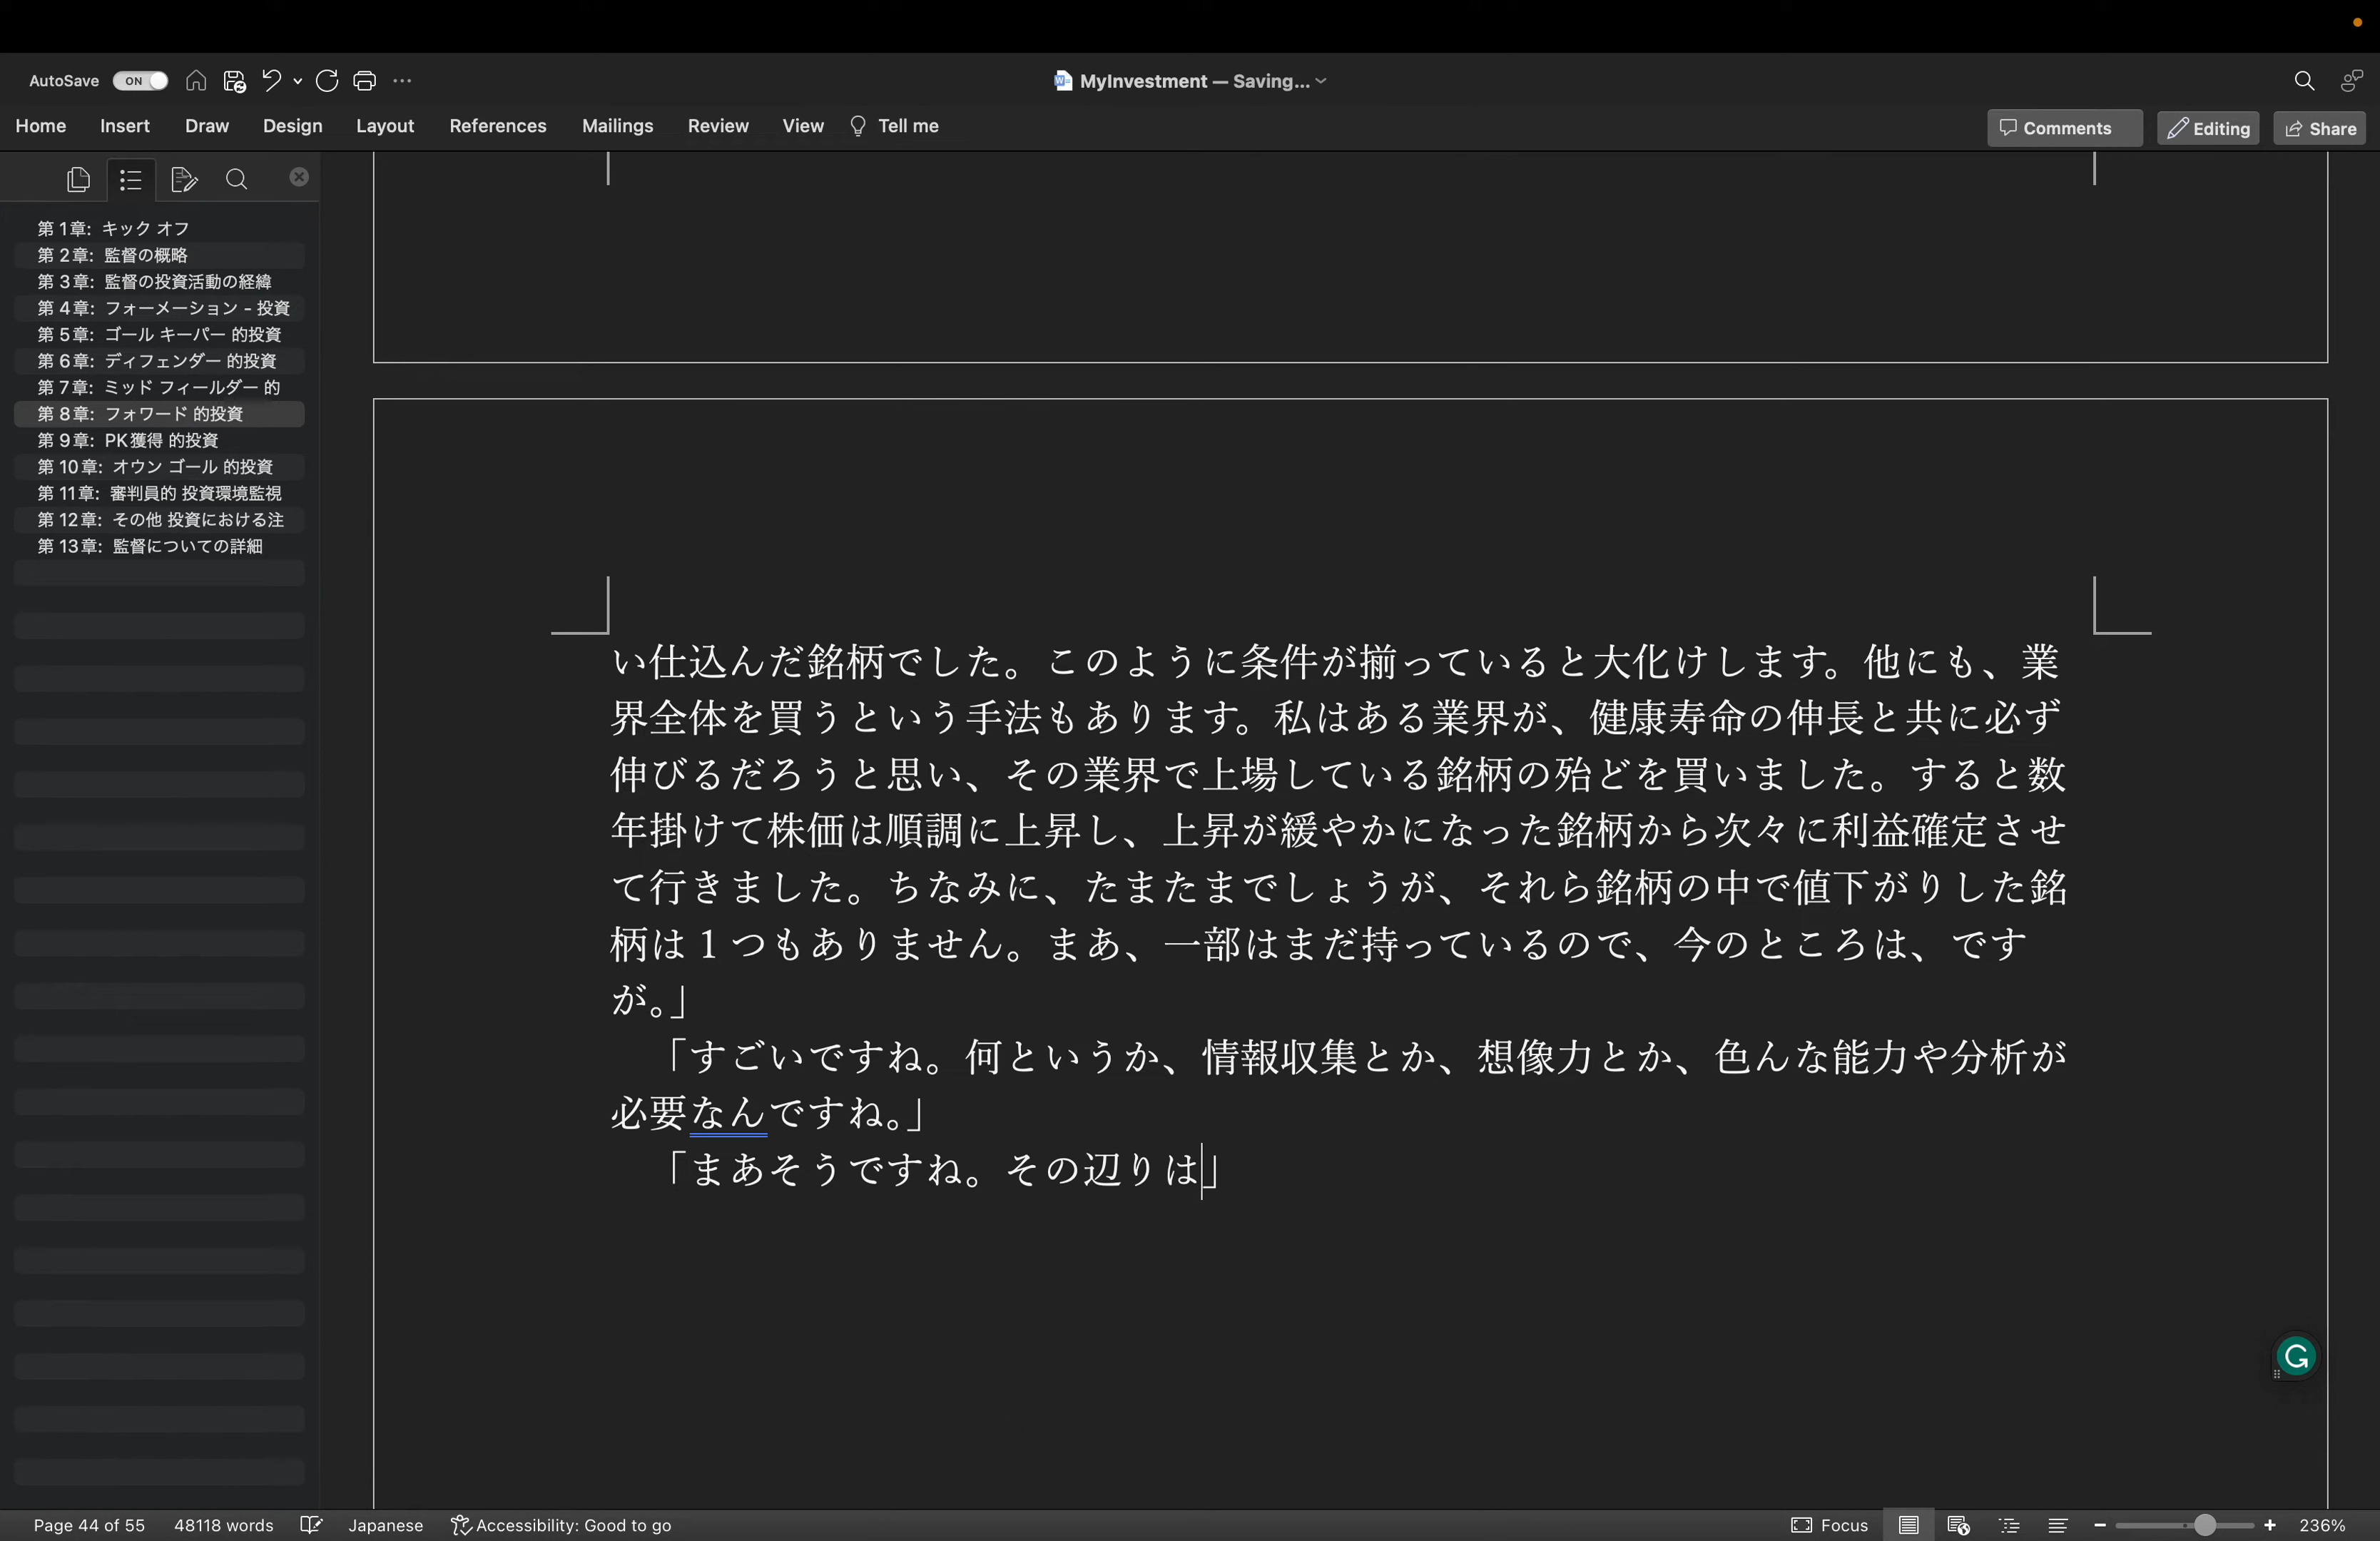 AutoSave ON MyInvestment — Saving...
Home Insert Draw Design Layout References Mailings Review View Tell me Comments Editing Share
第 1章: キック オフ
第 2章: 監督の概略
第 3章: 監督の投資活動の経緯
第 4章: フォーメーション - 投資
第 5章: ゴール キーパー 的投資
第 6章: ディフェンダー 的投資
第 7章: ミッド フィールダー 的
第 8章: フォワード 的投資
第 9章: PK獲得 的投資
第 10章: オウン ゴール 的投資
第 11章: 審判員的 投資環境監視
第 12章: その他 投資における注
第 13章: 監督についての詳細
い仕込んだ銘柄でした。このように条件が揃っていると大化けします。他にも、業
界全体を買うという手法もあります。私はある業界が、健康寿命の伸長と共に必ず
伸びるだろうと思い、その業界で上場している銘柄の殆どを買いました。すると数
年掛けて株価は順調に上昇し、上昇が緩やかになった銘柄から次々に利益確定させ
て行きました。ちなみに、たまたまでしょうが、それら銘柄の中で値下がりした銘
柄は１つもありません。まあ、一部はまだ持っているので、今のところは、です
が。」
「すごいですね。何というか、情報収集とか、想像力とか、色んな能力や分析が
必要なんですね。」
「まあそうですね。その辺りは」
Page 44 of 55 48118 words Japanese Accessibility: Good to go Focus 236%